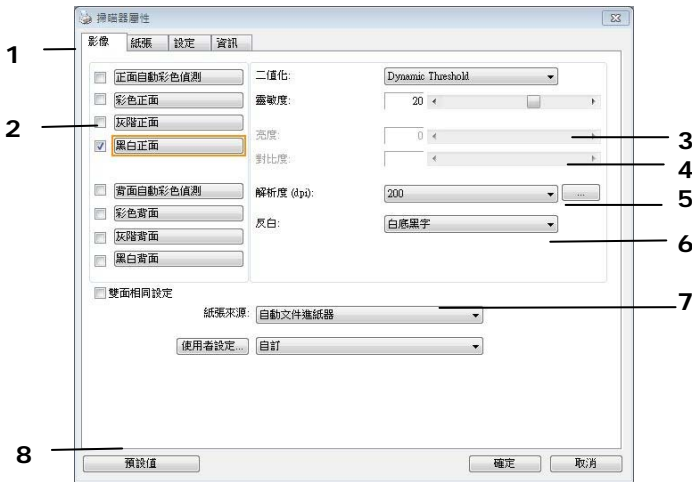 掃瞄器屬性
影像 紙張 設定 資訊
1
正面自動彩色偵測
彩色正面
2
灰階正面
黑白正面
背面自動彩色偵測
彩色背面
灰階背面
黑白背面
二值化: Dynamic Threshold
靈敏度: 20
亮度: 0
3
對比度:
4
解析度 (dpi): 200 ...
5
反白: 白底黑字
6
雙面相同設定
7
紙張來源: 自動文件進紙器
使用者設定... 自訂
8
預設值 確定 取消